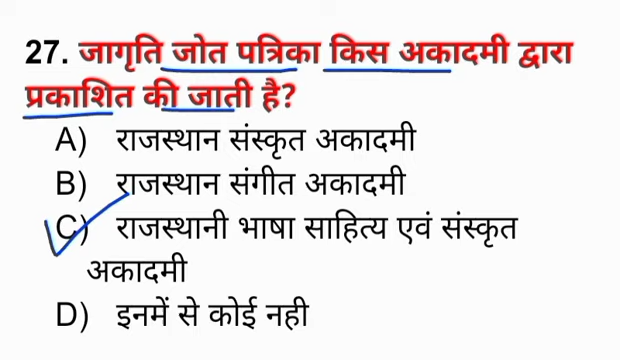 27. जागृति जोत पत्रिका किस अकादमी द्वारा
प्रकाशित की जाती है?
A) राजस्थान संस्कृत अकादमी
B) राजस्थान संगीत अकादमी
C) राजस्थानी भाषा साहित्य एवं संस्कृत
अकादमी
D) इनमें से कोई नही